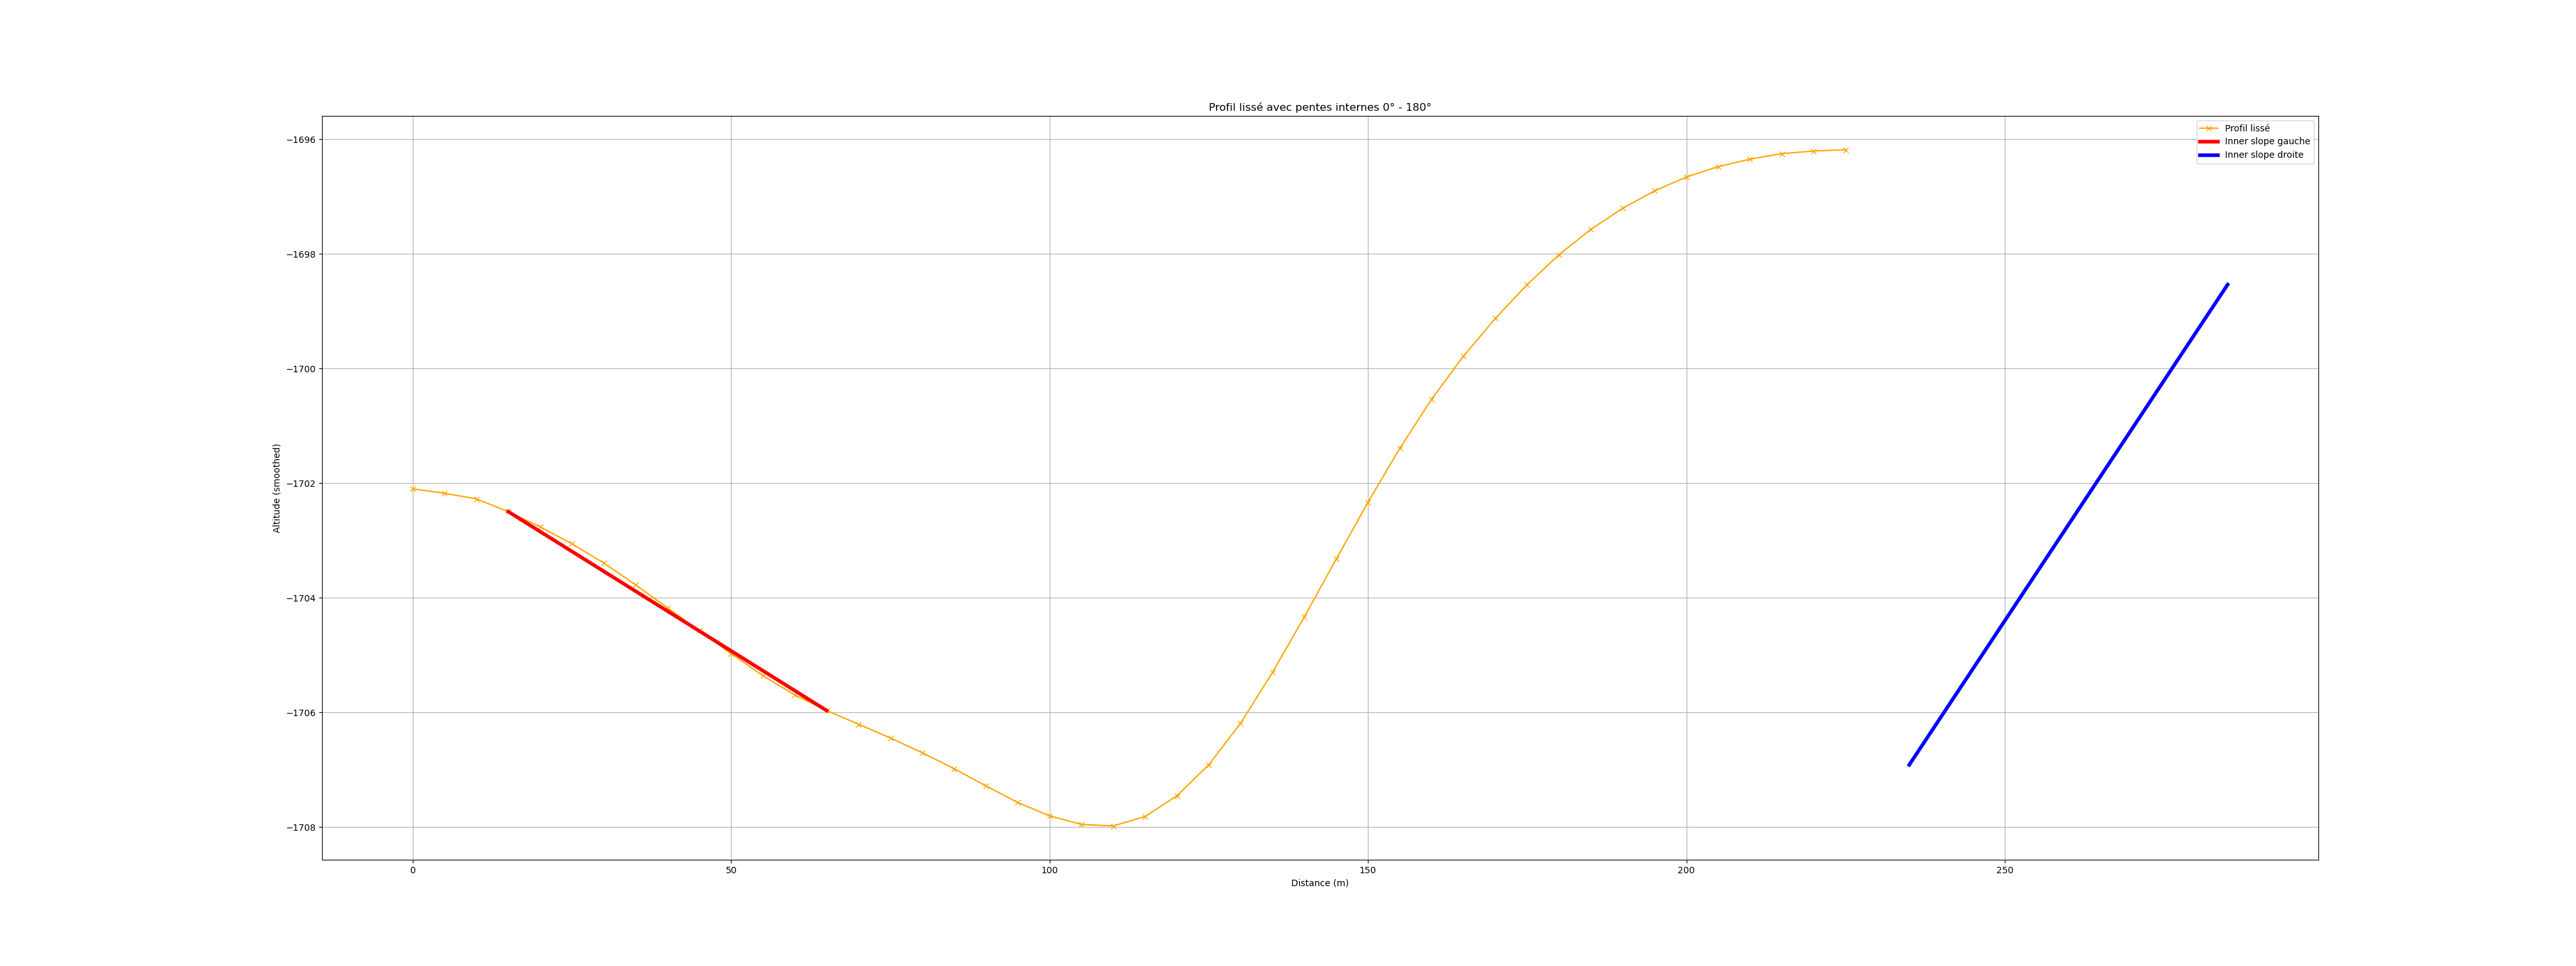 Profil lissé avec pentes internes 0° - 180°
Profil lissé
Inner slope gauche
Inner slope droite
−1696
−1698
−1700
−1702
−1704
−1706
−1708
Altitude (smoothed)
0 50 100 150 200 250
Distance (m)